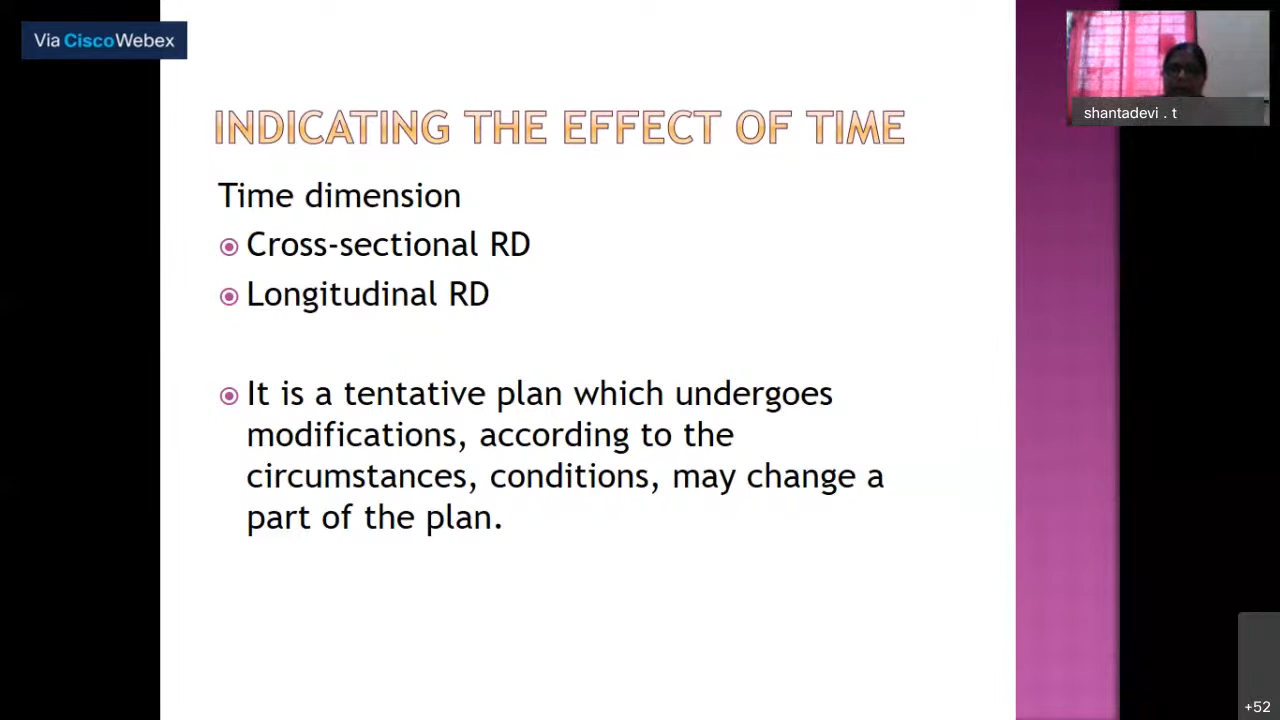 Via CiscoWebex
shantadevi . t
INDICATING THE EFFECT OF TIME
Time dimension
Cross-sectional RD
Longitudinal RD
It is a tentative plan which undergoes
modifications, according to the
circumstances, conditions, may change a
part of the plan.
+52